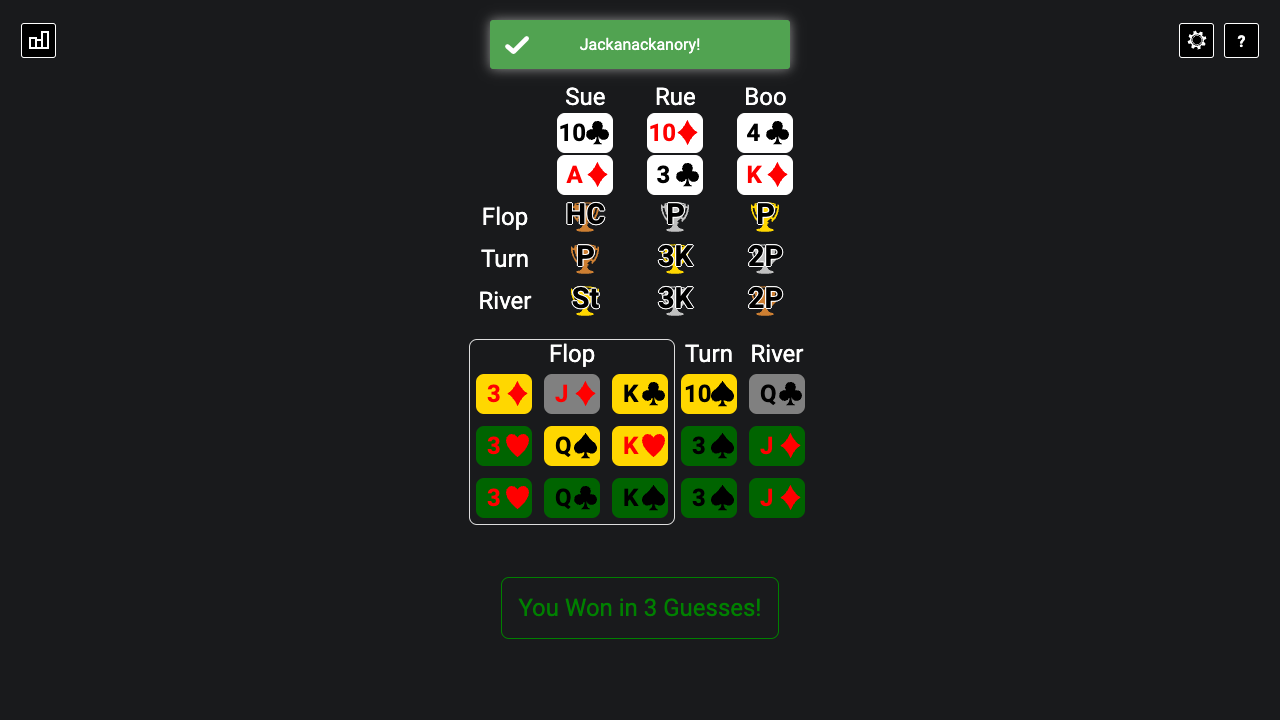 Jackanackanory!
?
Sue Rue Boo
10♣ 10♦ 4♣
A♦ 3♣ K♦
Flop HC P P
Turn P 3K 2P
River St 3K 2P
Flop Turn River
3♦ J♦ K♣ 10♠ Q♣
3♥ Q♠ K♥ 3♠ J♦
3♥ Q♣ K♠ 3♠ J♦
You Won in 3 Guesses!